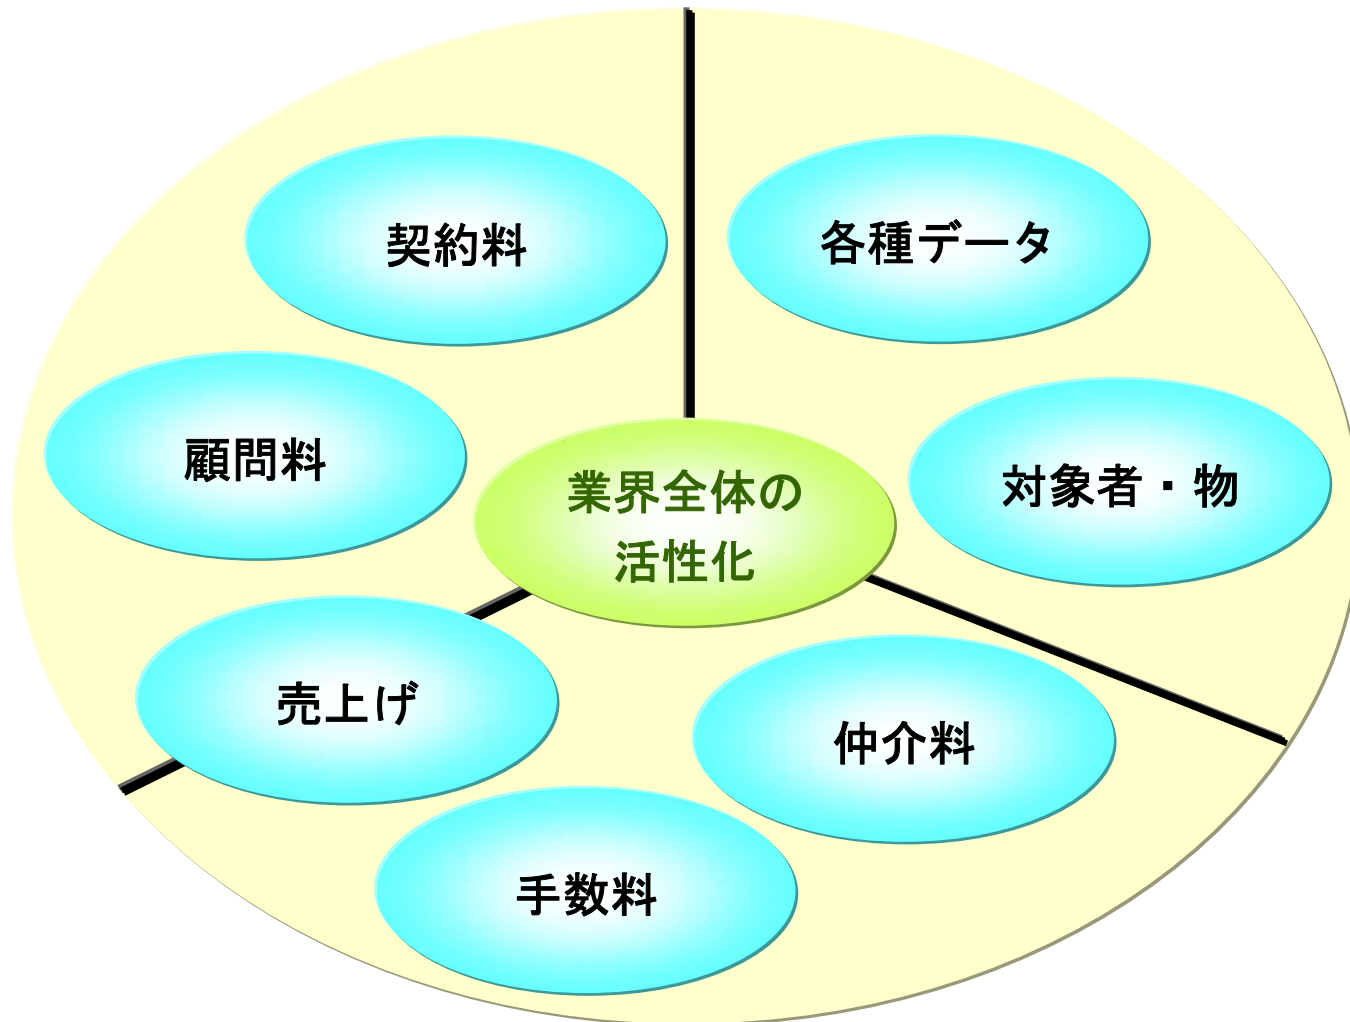 契約料
各種データ
顧問料
業界全体の
活性化
対象者・物
売上げ
仲介料
手数料